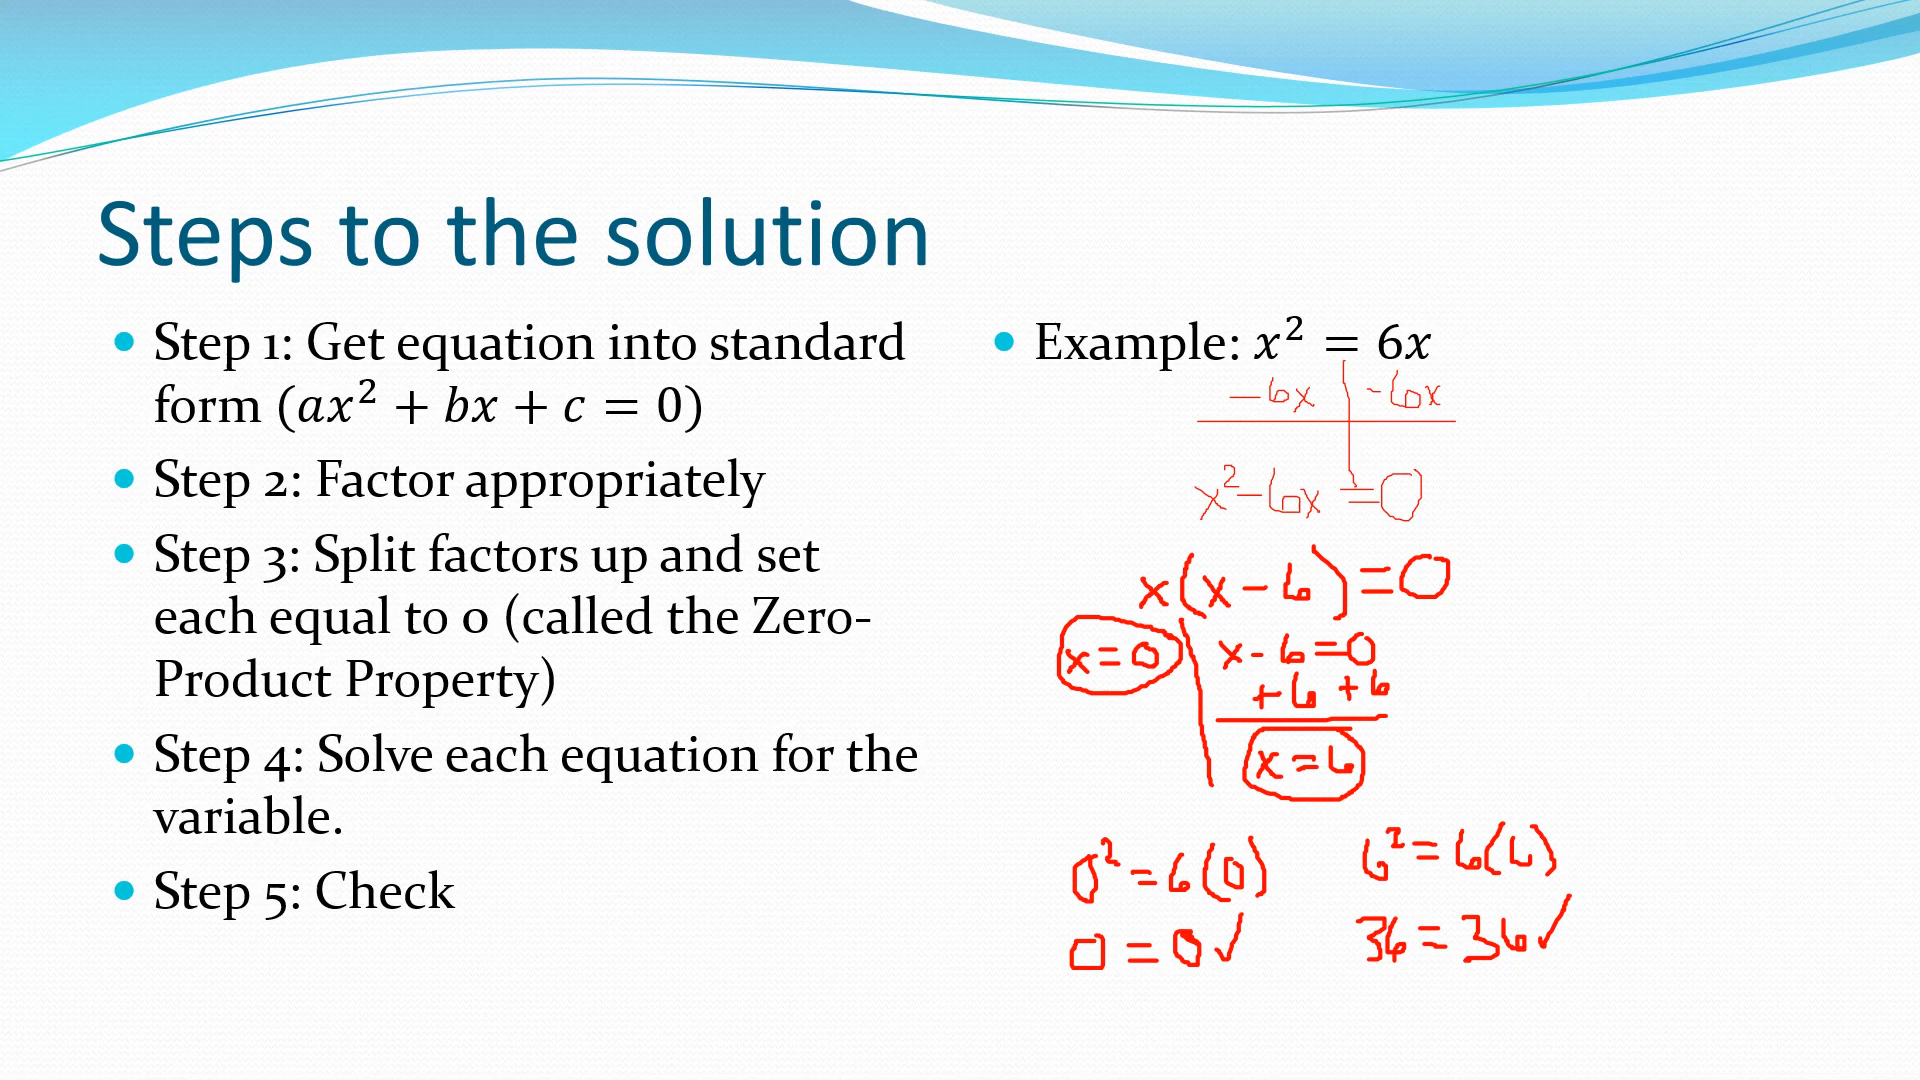 Steps to the solution
• Step 1: Get equation into standard
form (ax² + bx + c = 0)
• Step 2: Factor appropriately
• Step 3: Split factors up and set
each equal to 0 (called the Zero-
Product Property)
• Step 4: Solve each equation for the
variable.
• Step 5: Check
• Example: x² = 6x
-6x | -6x
x² - 6x = 0
x(x - 6) = 0
x = 0 | x - 6 = 0
+ 6 + 6
x = 6
0² = 6(0)
0 = 0 ✓
6² = 6(6)
36 = 36 ✓